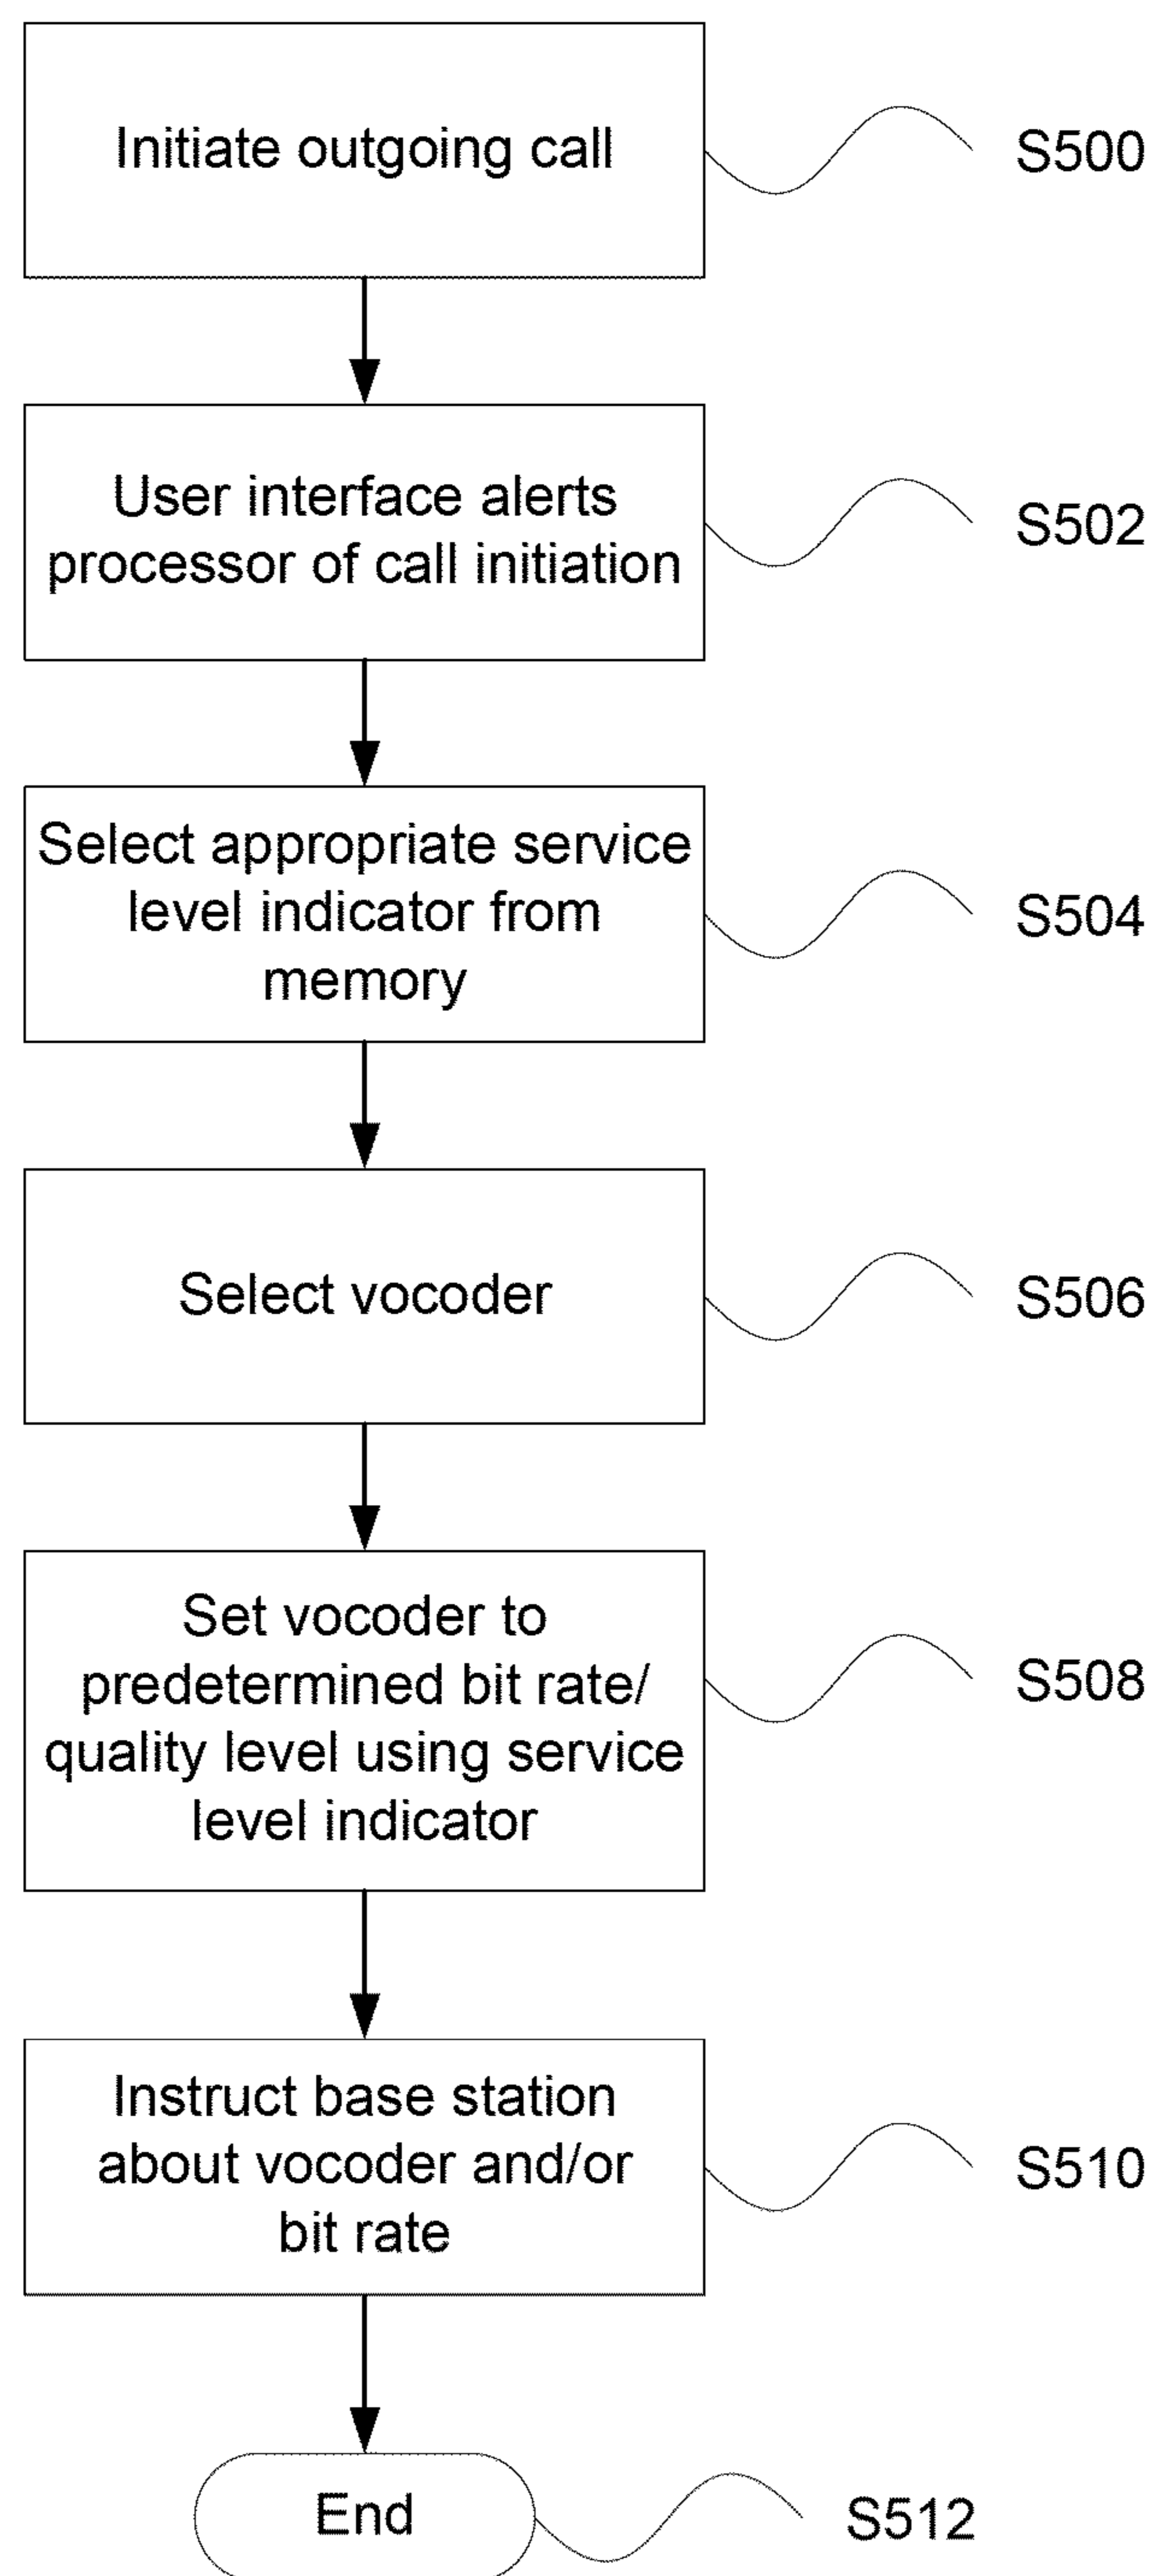 Initiate outgoing call
S500
User interface alerts
processor of call initiation
S502
Select appropriate service
level indicator from
memory
S504
Select vocoder
S506
Set vocoder to
predetermined bit rate/
quality level using service
level indicator
S508
Instruct base station
about vocoder and/or
bit rate
S510
End
S512